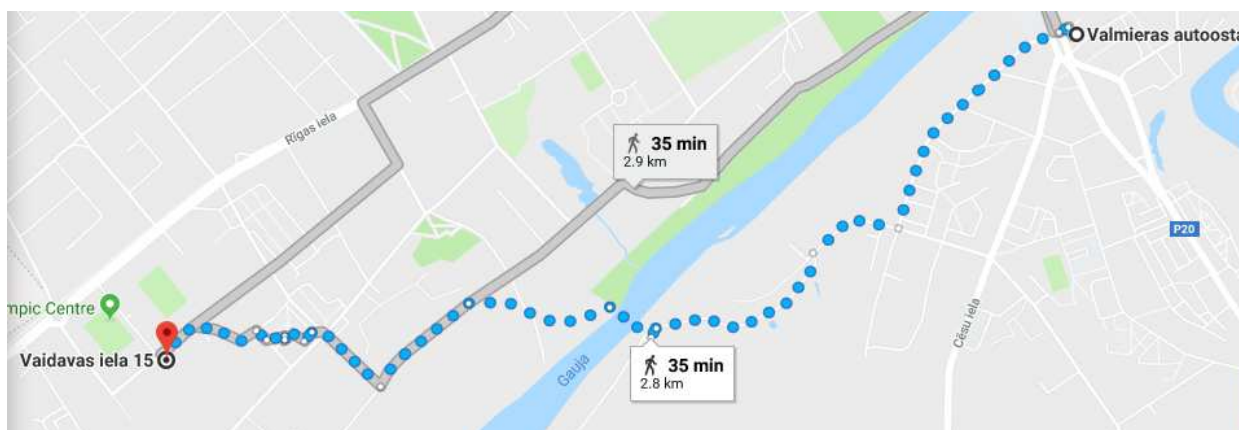 Valmieras autoosta
Rīgas iela
35 min
2.9 km
P20
mpic Centre
Cēsu iela
Vaidavas iela 15
Gauja
35 min
2.8 km